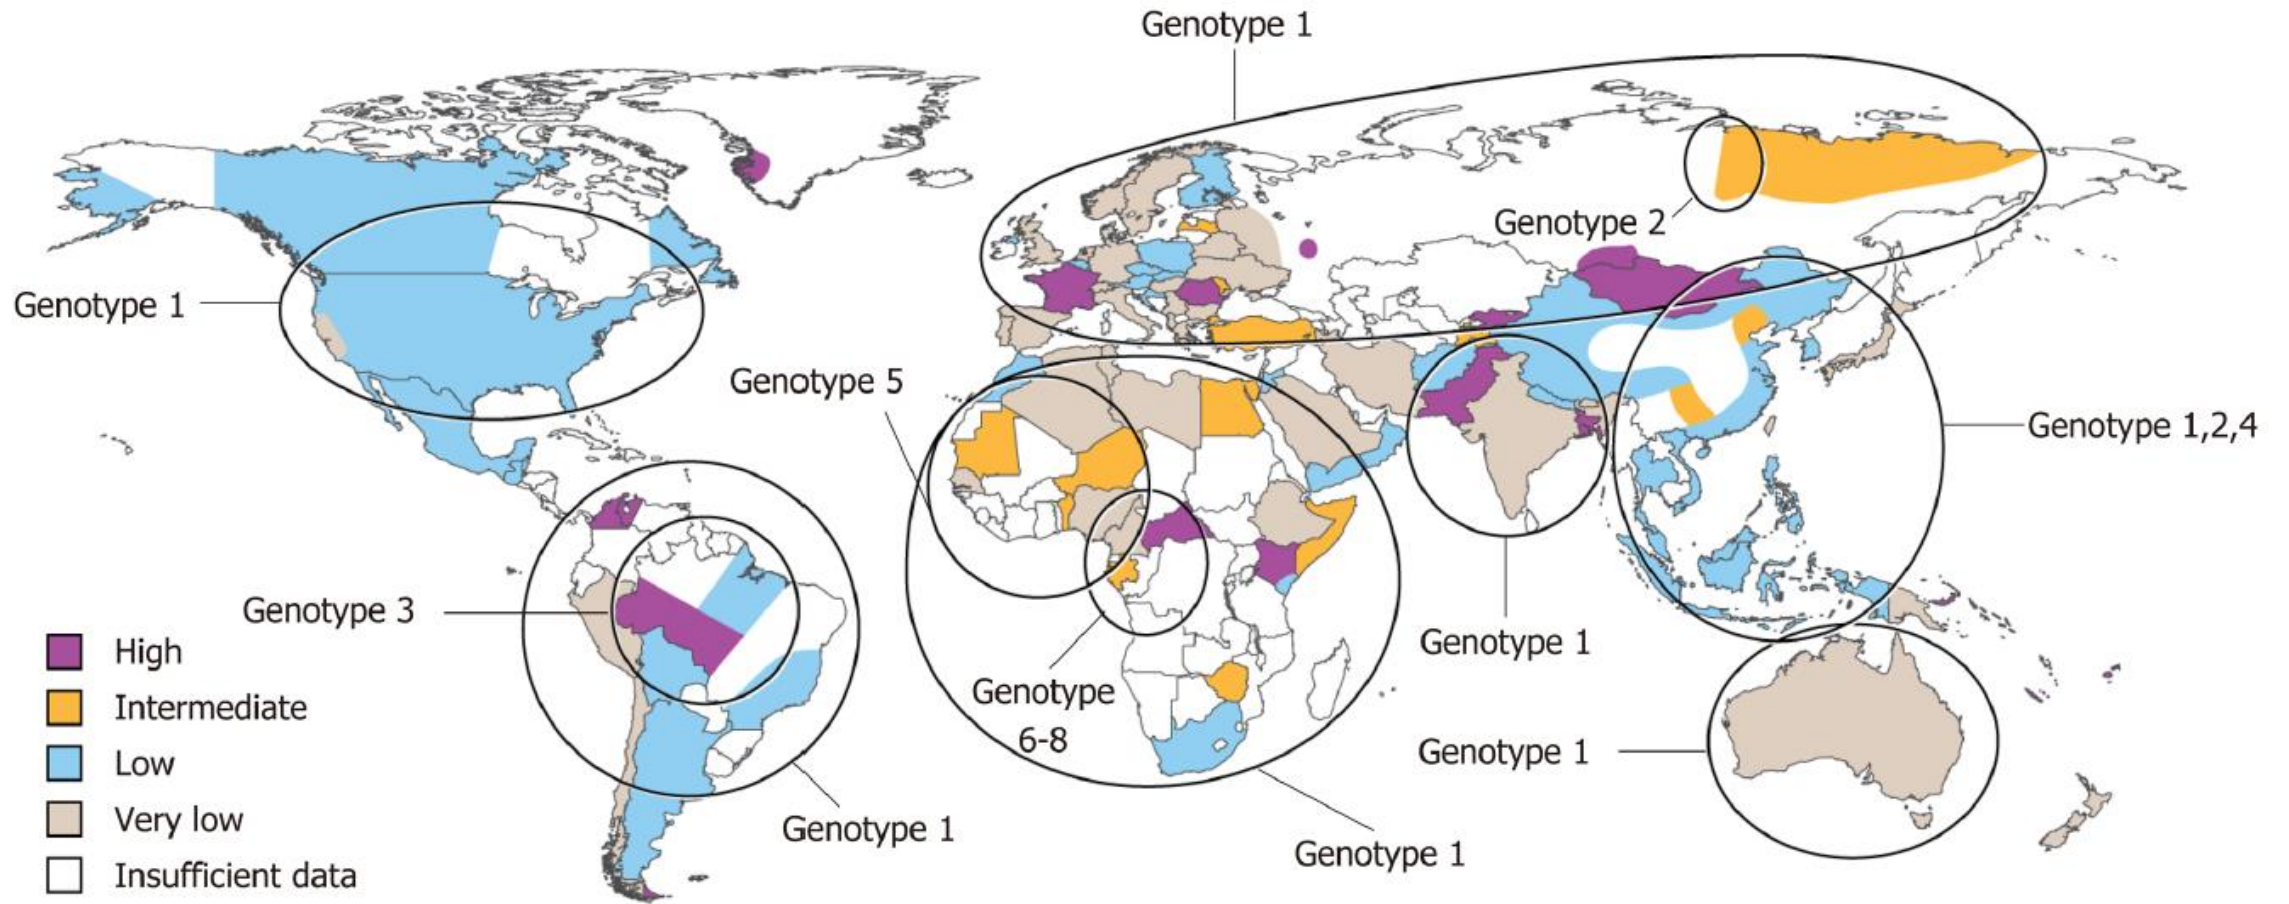 Genotype 1
Genotype 2
Genotype 1
Genotype 5
Genotype 1,2,4
Genotype 3
Genotype 1
Genotype
6-8
Genotype 1
Genotype 1
Genotype 1
High
Intermediate
Low
Very low
Insufficient data